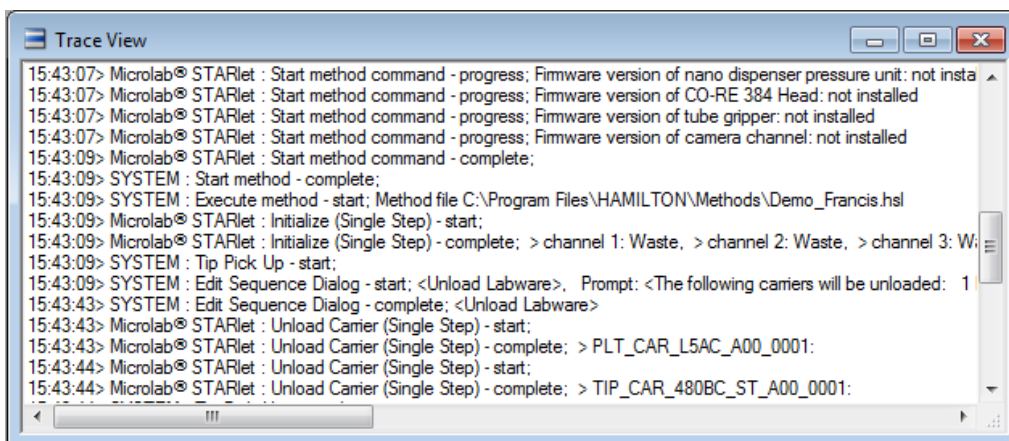 Trace View
15:43:07> Microlab® STARlet : Start method command - progress; Firmware version of nano dispenser pressure unit: not insta
15:43:07> Microlab® STARlet : Start method command - progress; Firmware version of CO-RE 384 Head: not installed
15:43:07> Microlab® STARlet : Start method command - progress; Firmware version of tube gripper: not installed
15:43:07> Microlab® STARlet : Start method command - progress; Firmware version of camera channel: not installed
15:43:09> Microlab® STARlet : Start method command - complete;
15:43:09> SYSTEM : Start method - complete;
15:43:09> SYSTEM : Execute method - start; Method file C:\Program Files\HAMILTON\Methods\Demo_Francis.hsl
15:43:09> Microlab® STARlet : Initialize (Single Step) - start;
15:43:09> Microlab® STARlet : Initialize (Single Step) - complete; > channel 1: Waste, > channel 2: Waste, > channel 3: Wa
15:43:09> SYSTEM : Tip Pick Up - start;
15:43:09> SYSTEM : Edit Sequence Dialog - start; <Unload Labware>, Prompt: <The following carriers will be unloaded: 1
15:43:43> SYSTEM : Edit Sequence Dialog - complete; <Unload Labware>
15:43:43> Microlab® STARlet : Unload Carrier (Single Step) - start;
15:43:43> Microlab® STARlet : Unload Carrier (Single Step) - complete; > PLT_CAR_L5AC_A00_0001:
15:43:44> Microlab® STARlet : Unload Carrier (Single Step) - start;
15:43:44> Microlab® STARlet : Unload Carrier (Single Step) - complete; > TIP_CAR_480BC_ST_A00_0001: